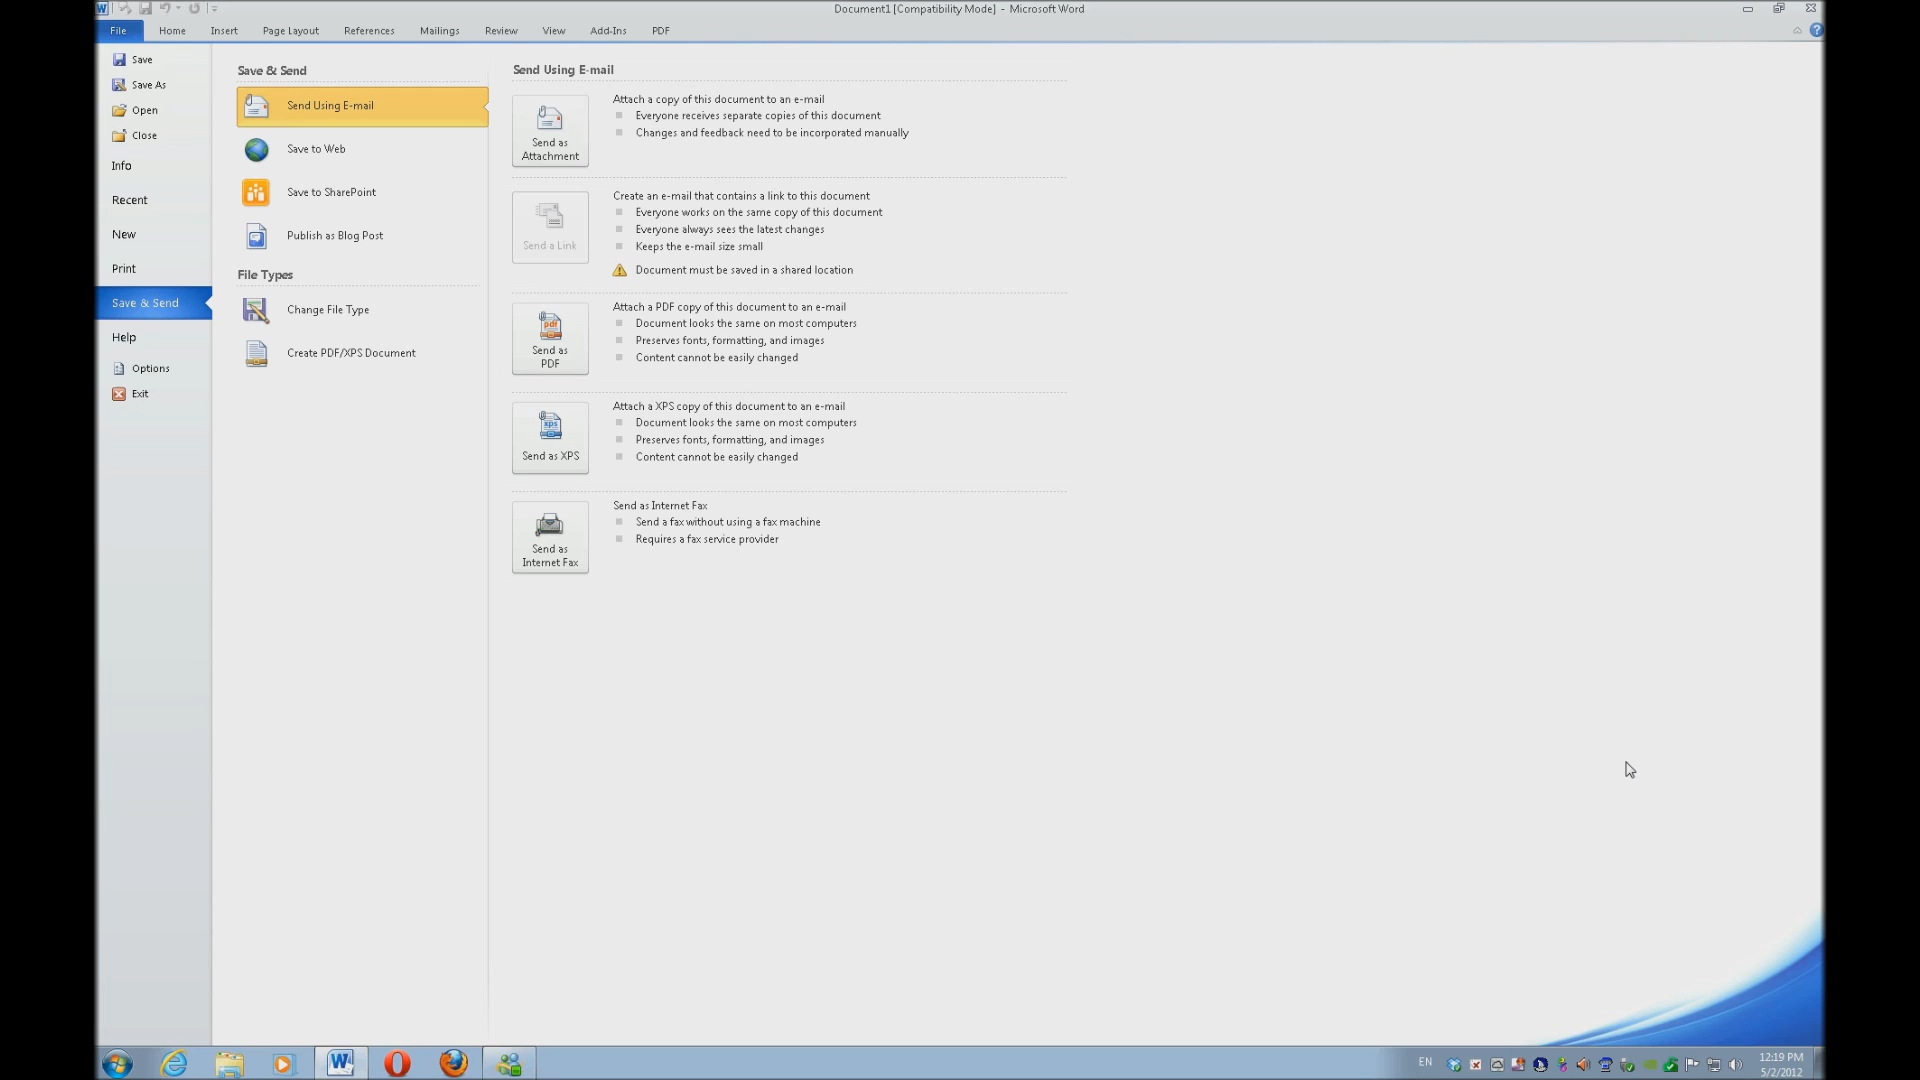 Document1 [Compatibility Mode] - Microsoft Word
File Home Insert Page Layout References Mailings Review View Add-Ins PDF
Save
Save As
Open
Close
Info
Recent
New
Print
Save & Send
Help
Options
Exit
Save & Send
Send Using E-mail
Save to Web
Save to SharePoint
Publish as Blog Post
File Types
Change File Type
Create PDF/XPS Document
Send Using E-mail
Send as
Attachment
Attach a copy of this document to an e-mail
Everyone receives separate copies of this document
Changes and feedback need to be incorporated manually
Send a Link
Create an e-mail that contains a link to this document
Everyone works on the same copy of this document
Everyone always sees the latest changes
Keeps the e-mail size small
Document must be saved in a shared location
pdf
Send as
PDF
Attach a PDF copy of this document to an e-mail
Document looks the same on most computers
Preserves fonts, formatting, and images
Content cannot be easily changed
xps
Send as XPS
Attach a XPS copy of this document to an e-mail
Document looks the same on most computers
Preserves fonts, formatting, and images
Content cannot be easily changed
Send as
Internet Fax
Send as Internet Fax
Send a fax without using a fax machine
Requires a fax service provider
EN
12:19 PM
5/2/2012